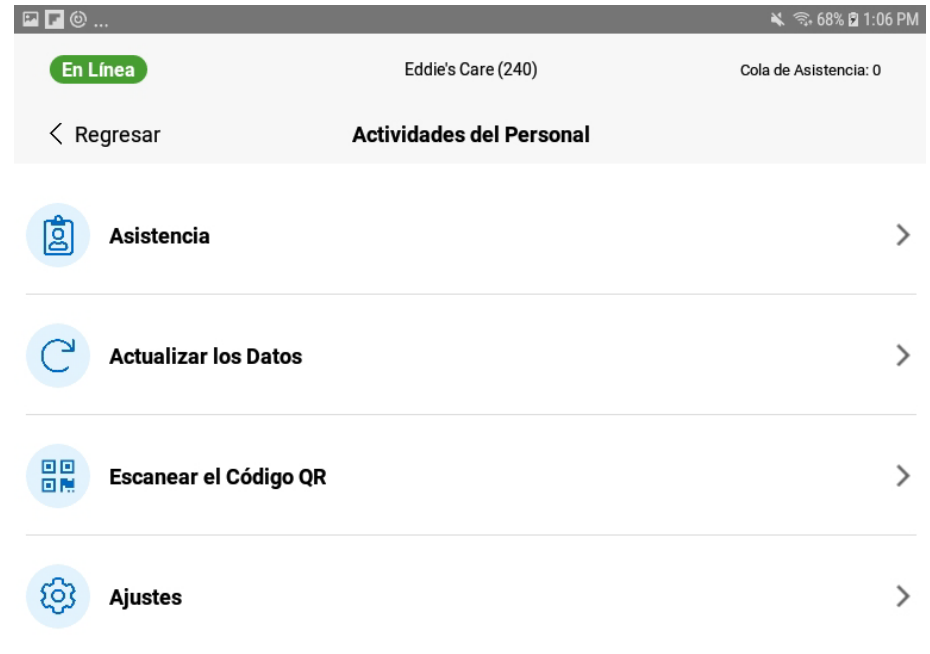 ... 68% 1:06 PM
En Línea Eddie's Care (240) Cola de Asistencia: 0
Regresar Actividades del Personal
Asistencia
Actualizar los Datos
Escanear el Código QR
Ajustes